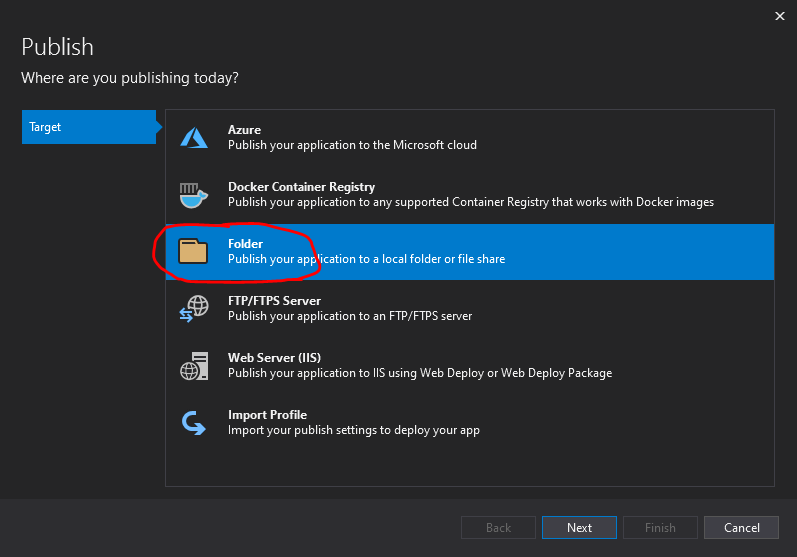 Publish
Where are you publishing today?
Target
Azure
Publish your application to the Microsoft cloud
Docker Container Registry
Publish your application to any supported Container Registry that works with Docker images
Folder
Publish your application to a local folder or file share
FTP/FTPS Server
Publish your application to an FTP/FTPS server
Web Server (IIS)
Publish your application to IIS using Web Deploy or Web Deploy Package
Import Profile
Import your publish settings to deploy your app
Back
Next
Finish
Cancel